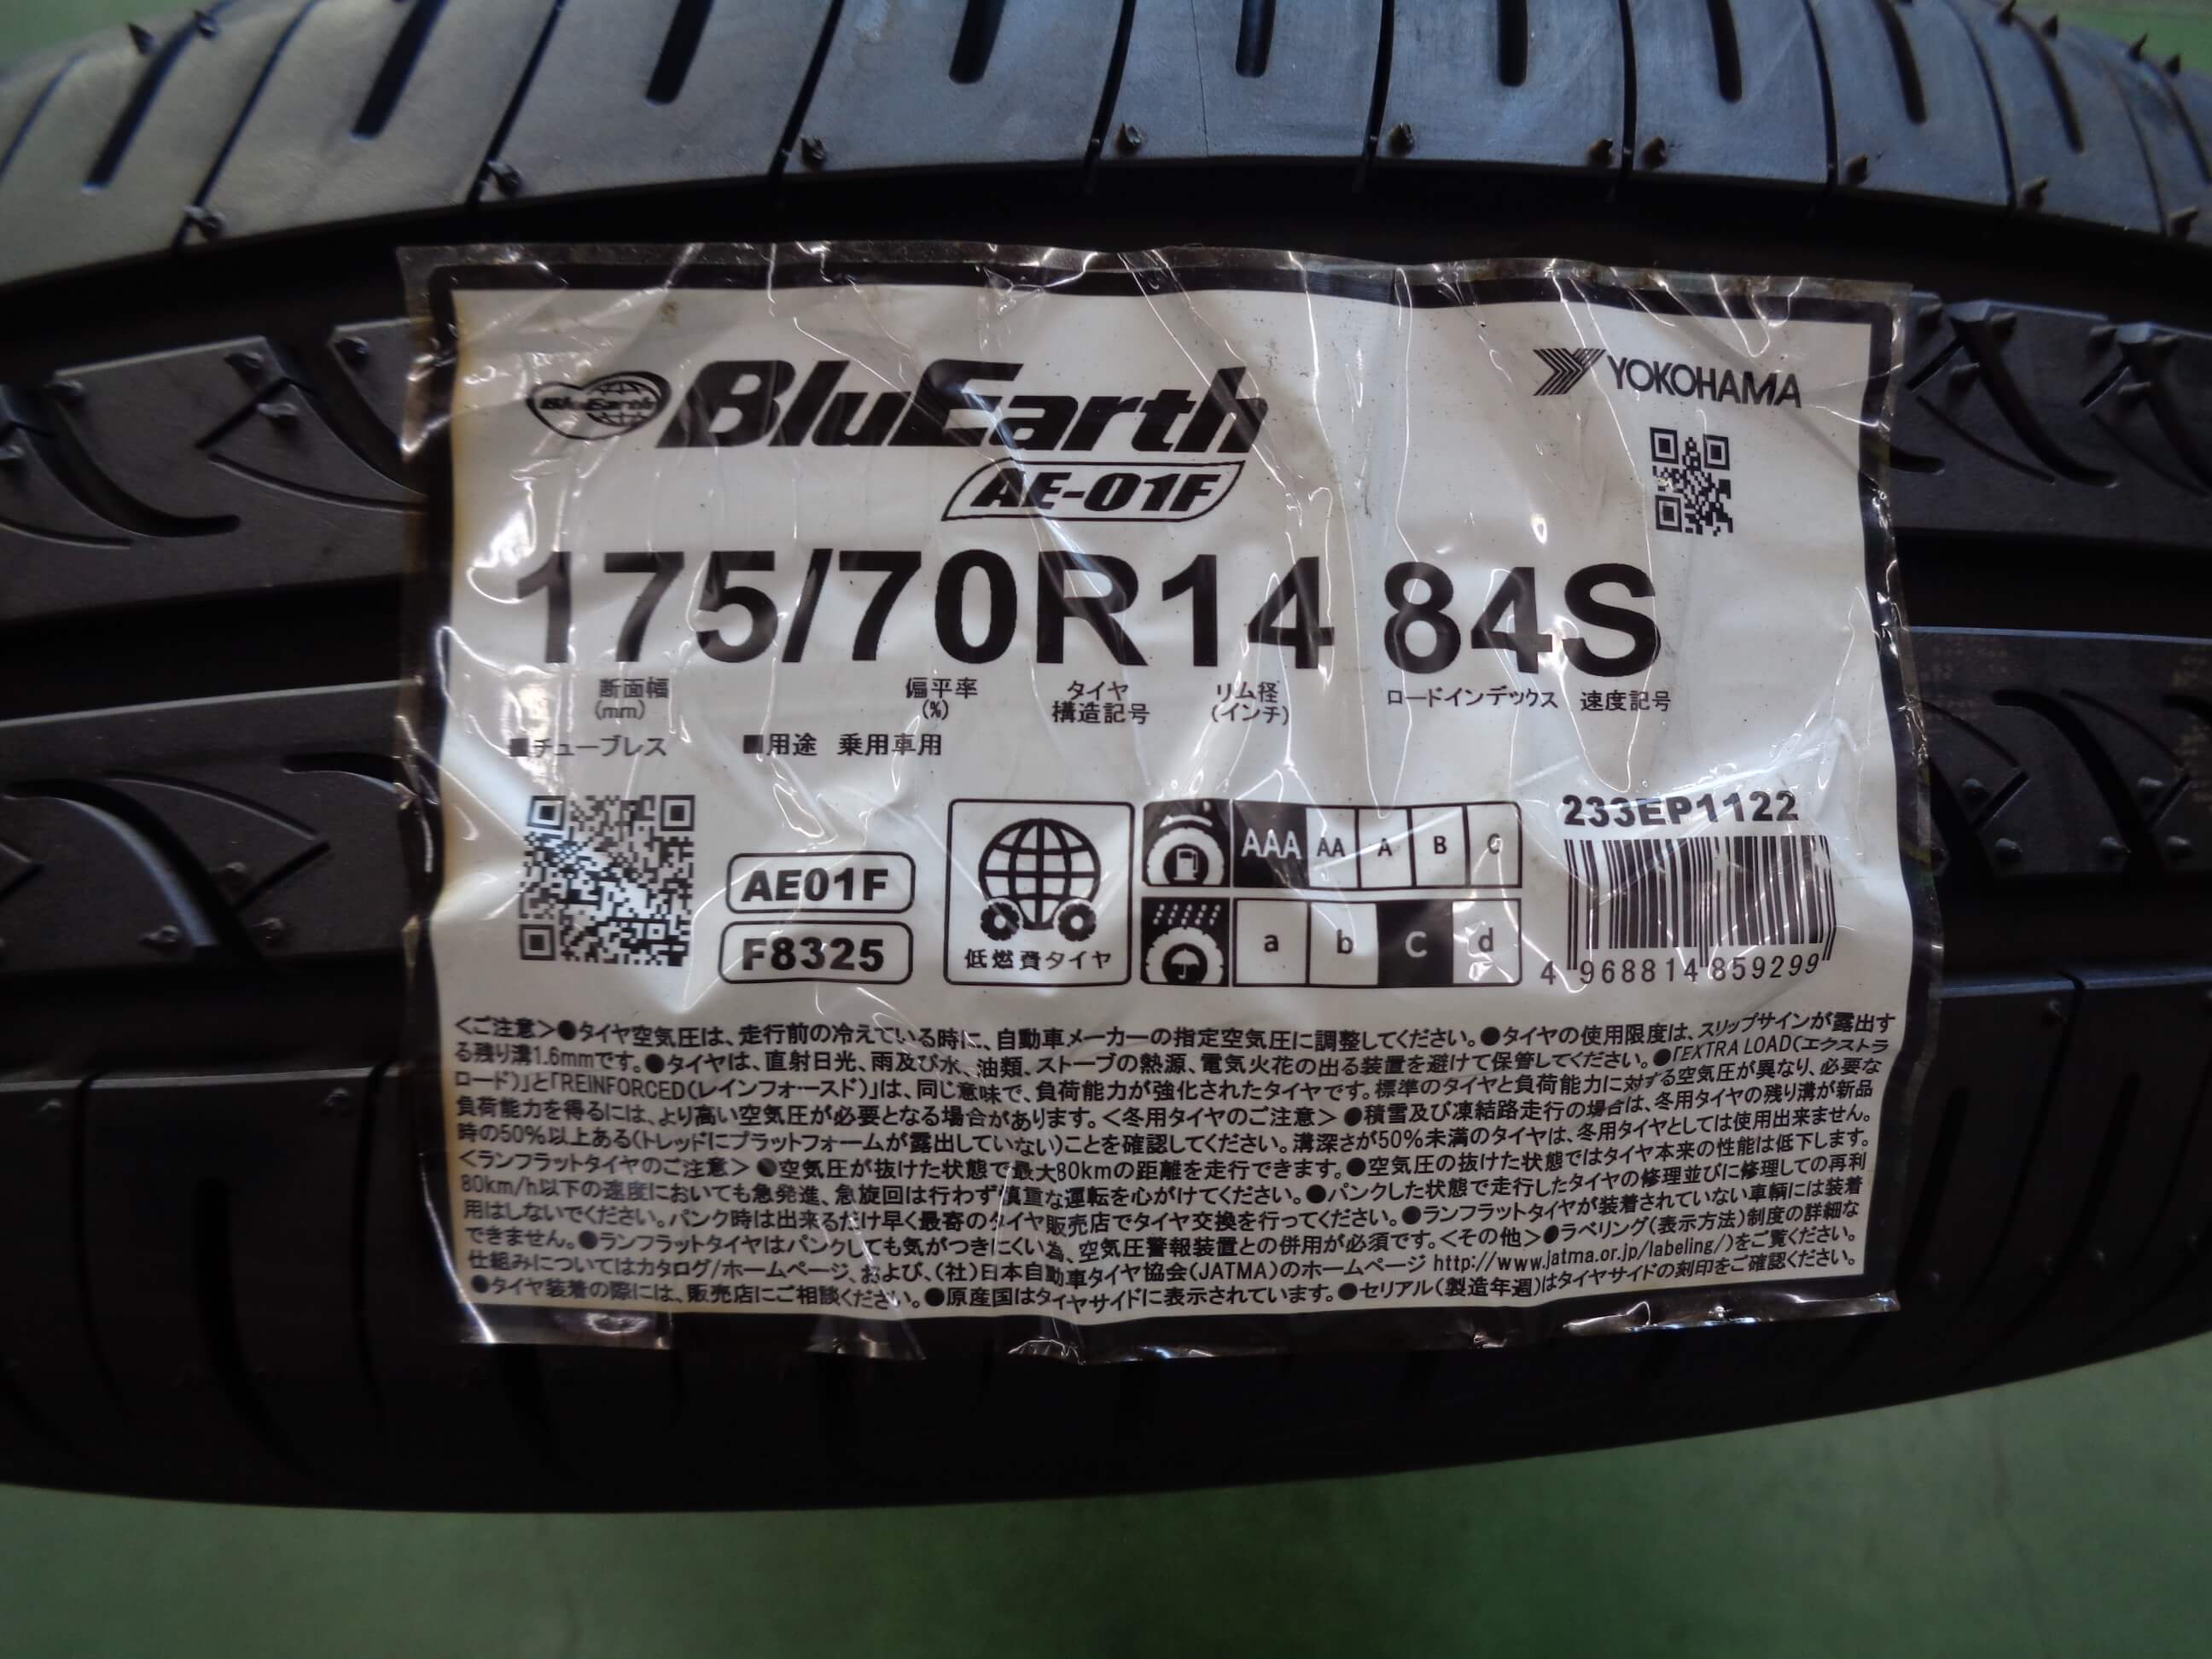 BluEarth
BluEarth
YOKOHAMA
AE-01F
175/70R14 84S
断面幅 偏平率 タイヤ リム径 ロードインデックス 速度記号
(mm) (%) 構造記号 (インチ)
■チューブレス ■用途 乗用車用
233EP1122
AAA AA A B C
AE01F
低燃費タイヤ
a b c d
F8325
4 968814 859299
<ご注意>●タイヤ空気圧は、走行前の冷えている時に、自動車メーカーの指定空気圧に調整してください。●タイヤの使用限度は、スリップサインが露出す
る残り溝1.6mmです。●タイヤは、直射日光、雨及び水、油類、ストーブの熱源、電気火花の出る装置を避けて保管してください。●「EXTRA LOAD(エクストラ
ロード)」と「REINFORCED(レインフォースド)」は、同じ意味で、負荷能力が強化されたタイヤです。標準のタイヤと負荷能力に対する空気圧が異なり、必要な
負荷能力を得るには、より高い空気圧が必要となる場合があります。<冬用タイヤのご注意>●積雪及び凍結路走行の場合は、冬用タイヤの残り溝が新品
時の50%以上ある(トレッドにプラットフォームが露出していない)ことを確認してください。溝深さが50%未満のタイヤは、冬用タイヤとしては使用出来ません。
<ランフラットタイヤのご注意>●空気圧が抜けた状態で最大80kmの距離を走行できます。●空気圧の抜けた状態ではタイヤ本来の性能は低下します。
80km/h以下の速度においても急発進、急旋回は行わず慎重な運転を心がけてください。●パンクした状態で走行したタイヤの修理並びに修理しての再利
用はしないでください。パンク時は出来るだけ早く最寄のタイヤ販売店でタイヤ交換を行ってください。●ランフラットタイヤが装着されていない車輌には装着
できません。●ランフラットタイヤはパンクしても気がつきにくい為、空気圧警報装置との併用が必須です。<その他>●ラベリング(表示方法)制度の詳細な
仕組みについてはカタログ/ホームページ、および、(社)日本自動車タイヤ協会(JATMA)のホームページ http://www.jatma.or.jp/labeling/)をご覧ください。
●タイヤ装着の際には、販売店にご相談ください。●原産国はタイヤサイドに表示されています。●セリアル(製造年週)はタイヤサイドの刻印をご確認ください。